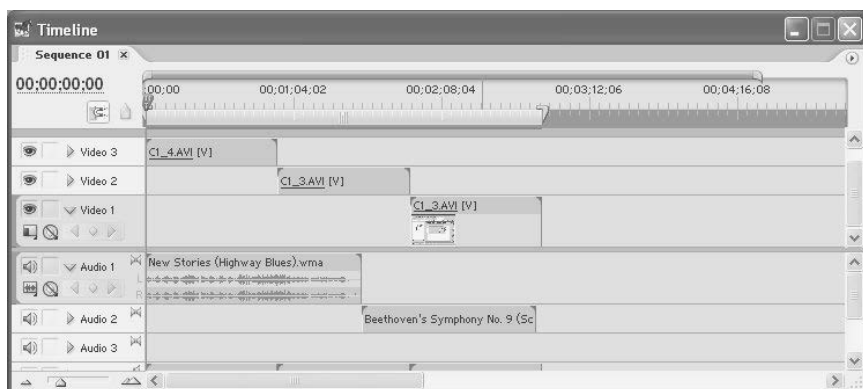 Timeline
Sequence 01
00;00;00;00
;00;00 00;01;04;02 00;02;08;04 00;03;12;06 00;04;16;08
Video 3 C1_4.AVI [V]
Video 2 C1_3.AVI [V]
Video 1 C1_3.AVI [V]
Audio 1 New Stories (Highway Blues).wma
L
R
Audio 2 Beethoven's Symphony No. 9 (Sc
Audio 3